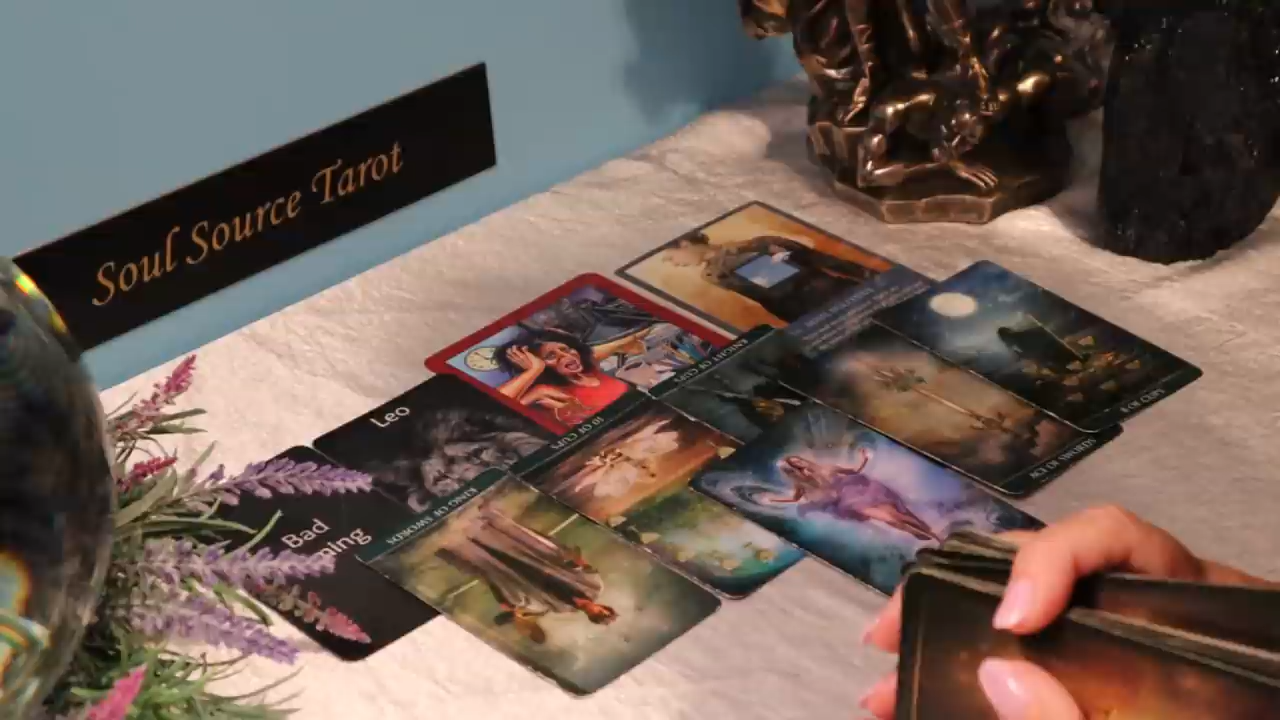 Soul Source Tarot
Leo
Bad
KNIGHT OF CUPS
10 OF CUPS
KING OF SWORDS
ACE OF SWORDS
8 OF CUPS